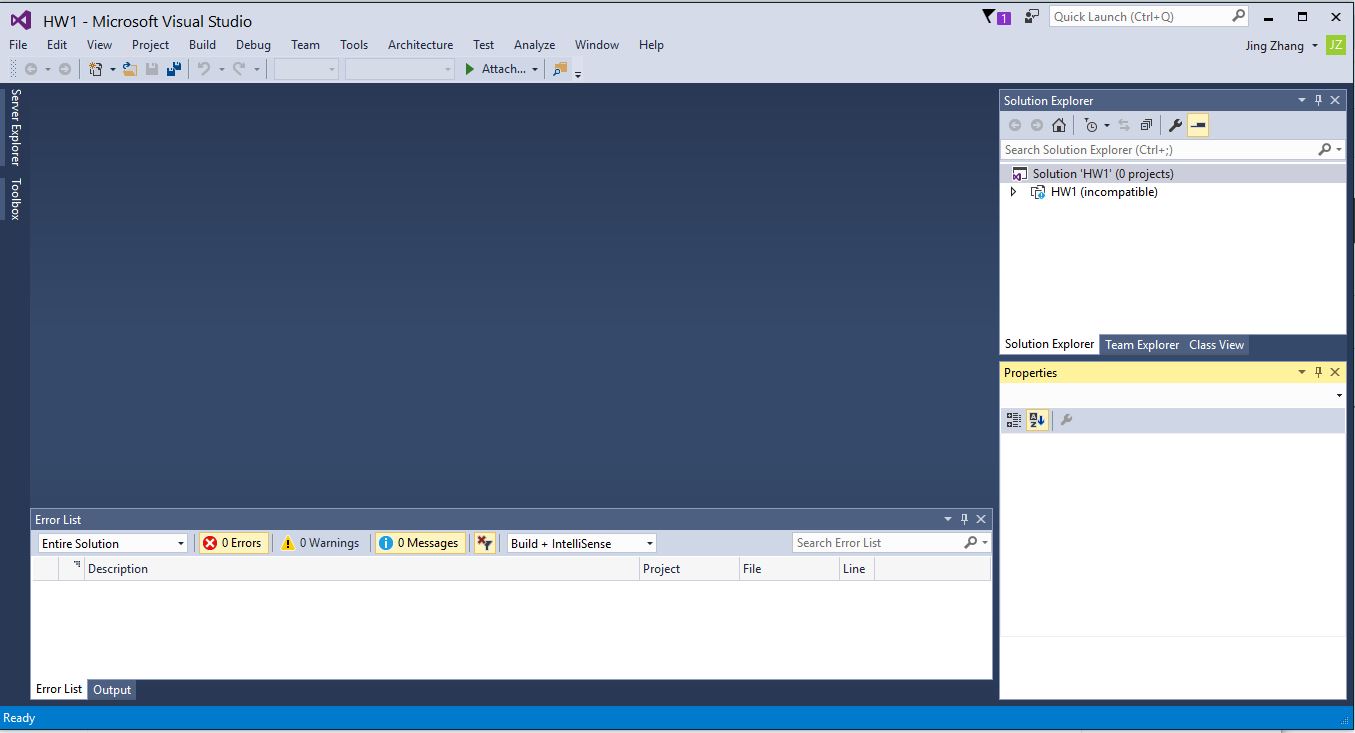 HW1 - Microsoft Visual Studio
1
Quick Launch (Ctrl+Q)
File Edit View Project Build Debug Team Tools Architecture Test Analyze Window Help
Jing Zhang JZ
Attach...
Server Explorer
Toolbox
Solution Explorer
Search Solution Explorer (Ctrl+;)
Solution 'HW1' (0 projects)
HW1 (incompatible)
Solution Explorer Team Explorer Class View
Properties
Error List
Entire Solution 0 Errors 0 Warnings 0 Messages Build + IntelliSense Search Error List
Description Project File Line
Error List Output
Ready